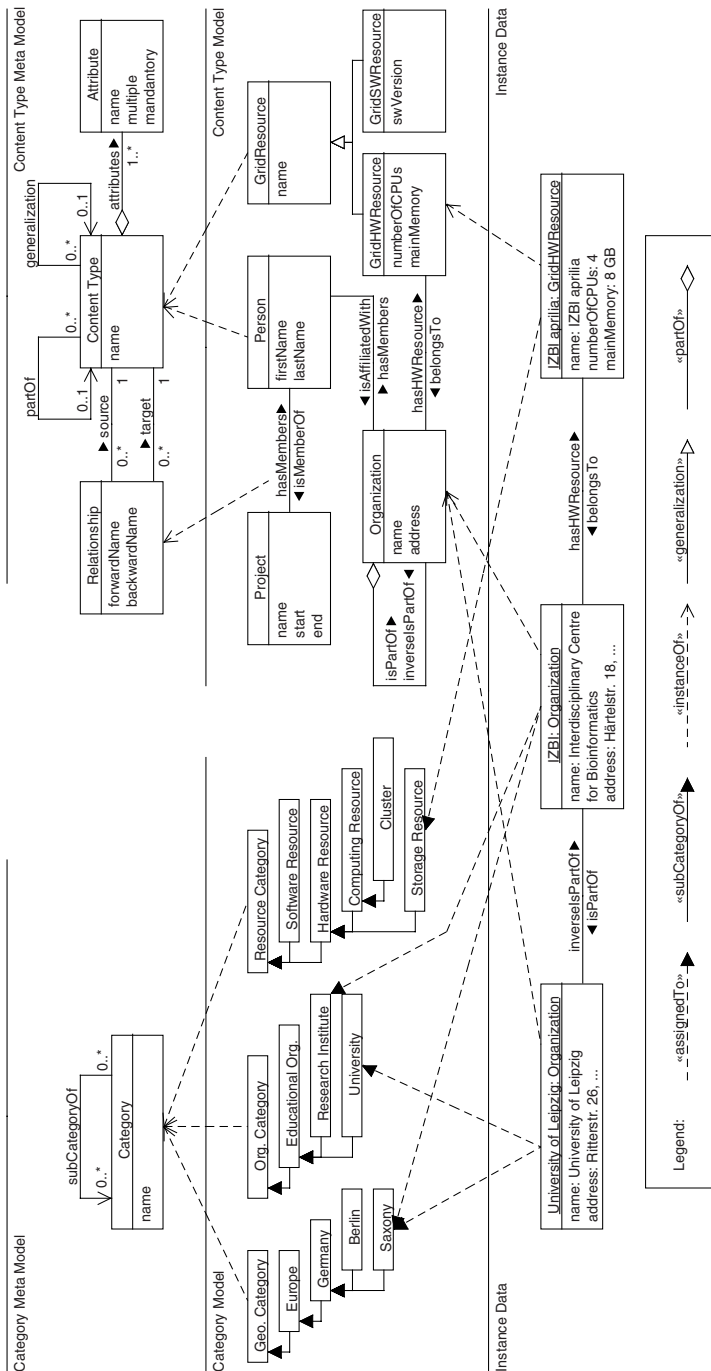 Category Meta Model
Content Type Meta Model
subCategoryOf
0..*
0..*
Category
name
Relationship
forwardName
backwardName
▲ source
0..*
1
▲ target
0..*
1
partOf
0..1
0..*
generalization
0..*
0..1
Content Type
name
attributes ▶
1..*
Attribute
name
multiple
mandantory
Category Model
Content Type Model
Geo. Category
Europe
Germany
Berlin
Saxony
Org. Category
Educational Org.
Research Institute
University
Resource Category
Software Resource
Hardware Resource
Computing Resource
Cluster
Storage Resource
Project
name
start
end
hasMembers ▶
◀ isMemberOf
Person
firstName
lastName
GridResource
name
isPartOf ▶
inverseIsPartOf ◀
Organization
name
address
◀ isAffiliatedWith
▶ hasMembers
hasHWResource ▶
◀ belongsTo
GridHWResource
numberOfCPUs
mainMemory
GridSWResource
swVersion
Instance Data
Instance Data
University of Leipzig: Organization
name: University of Leipzig
address: Ritterstr. 26, ...
inverseIsPartOf ▶
◀ isPartOf
IZBI: Organization
name: Interdisciplinary Centre
for Bioinformatics
address: Härtelstr. 18, ...
hasHWResource ▶
◀ belongsTo
IZBI aprilia: GridHWResource
name: IZBI aprilia
numberOfCPUs: 4
mainMemory: 8 GB
Legend:
«assignedTo»
«subCategoryOf»
«instanceOf»
«generalization»
«partOf»